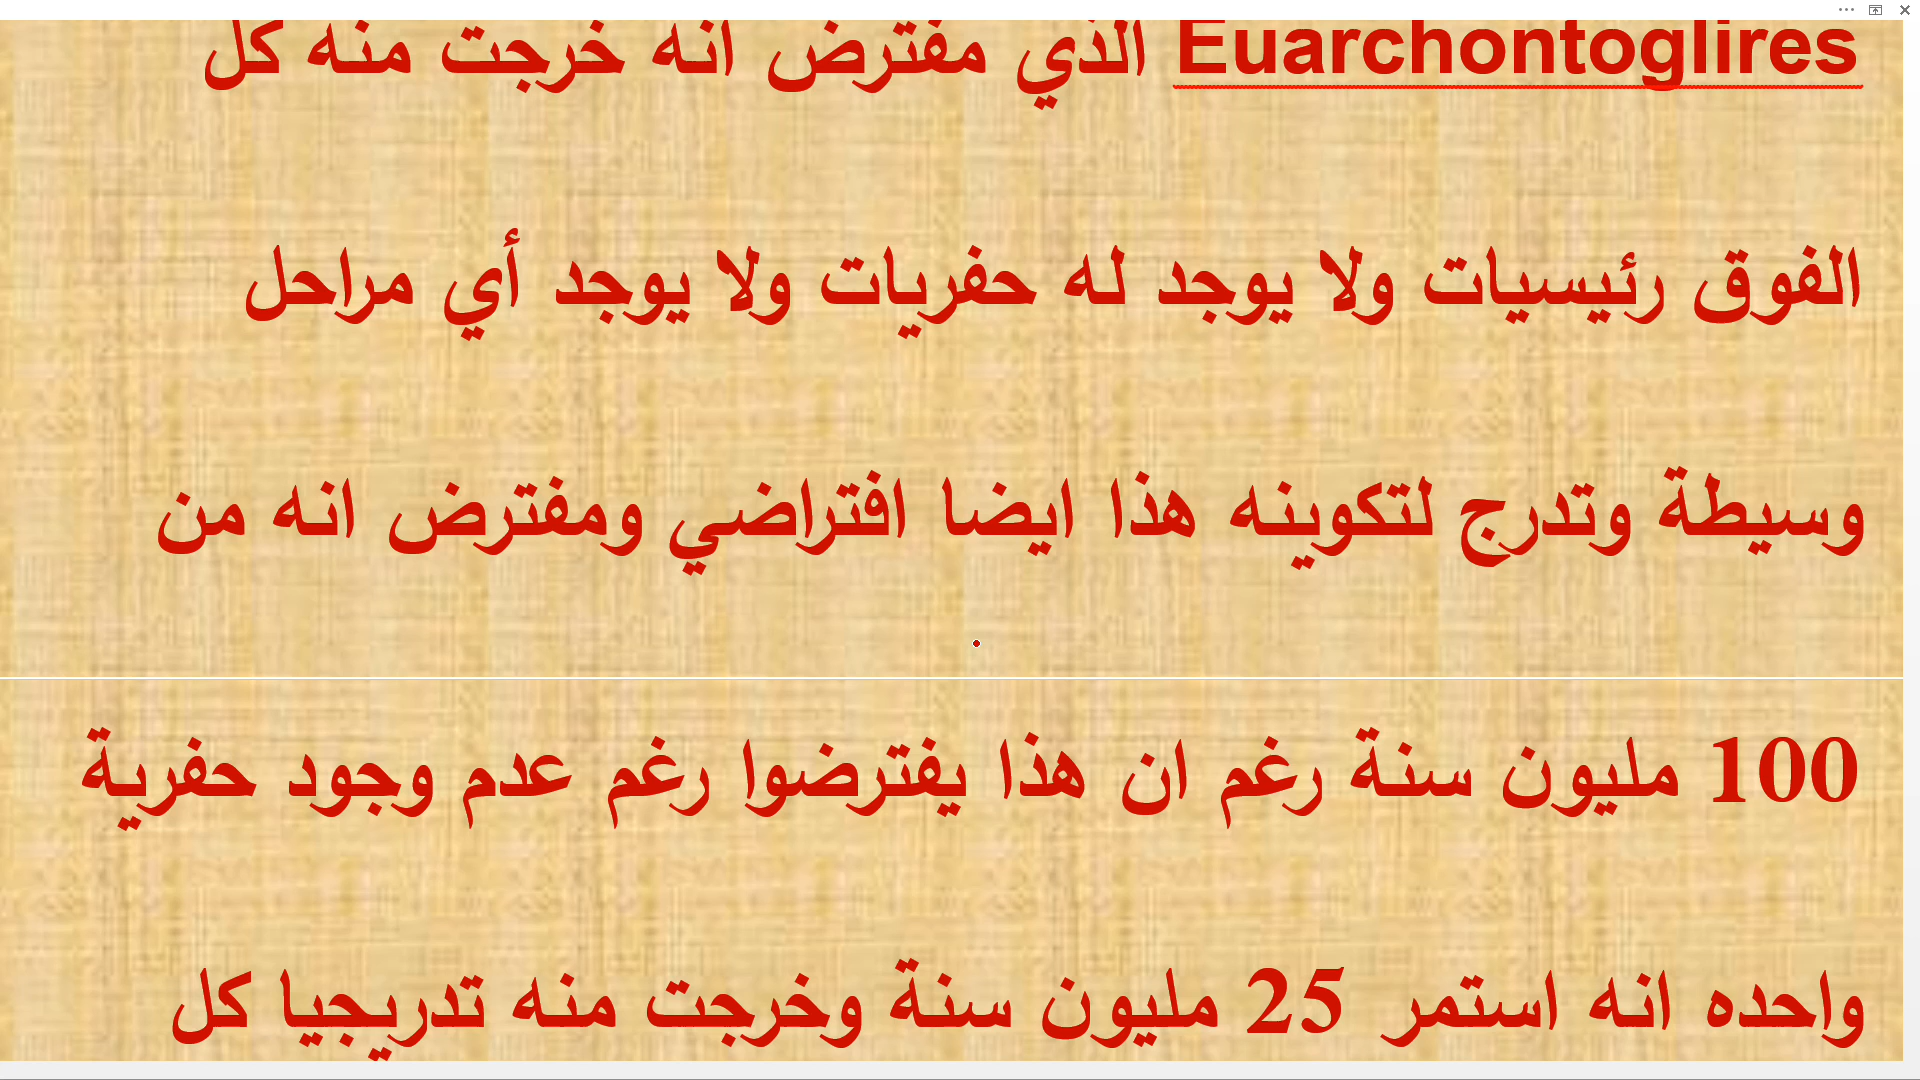 Euarchontoglires الذي مفترض انه خرجت منه كل
الفوق رئيسيات ولا يوجد له حفريات ولا يوجد أي مراحل
وسيطة وتدرج لتكوينه هذا ايضا افتراضي ومفترض انه من
100 مليون سنة رغم ان هذا يفترضوا رغم عدم وجود حفرية
واحده انه استمر 25 مليون سنة وخرجت منه تدريجيا كل